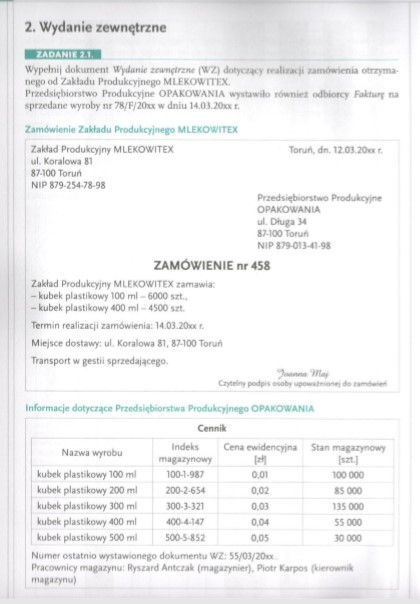 2. Wydanie zewnętrzne
ZADANIE 2.1.
Wypełnij dokument Wydanie zewnętrzne (WZ) dotyczący realizacji zamówienia otrzyma-
nego od Zakładu Produkcyjnego MLEKOWITEX.
Przedsiębiorstwo Produkcyjne OPAKOWANIA wystawiło również odbiorcy Fakturę na
sprzedane wyroby nr 78/F/20xx w dniu 14.03.20xx r.
Zamówienie Zakładu Produkcyjnego MLEKOWITEX
Zakład Produkcyjny MLEKOWITEX Toruń, dn. 12.03.20xx r.
ul. Koralowa 81
87-100 Toruń
NIP 879-254-78-98
Przedsiębiorstwo Produkcyjne
OPAKOWANIA
ul. Długa 34
87-100 Toruń
NIP 879-013-41-98
ZAMÓWIENIE nr 458
Zakład Produkcyjny MLEKOWITEX zamawia:
– kubek plastikowy 100 ml – 6000 szt.,
– kubek plastikowy 400 ml – 4500 szt.
Termin realizacji zamówienia: 14.03.20xx r.
Miejsce dostawy: ul. Koralowa 81, 87-100 Toruń
Transport w gestii sprzedającego.
Joanna Maj
Czytelny podpis osoby upoważnionej do zamówień
Informacje dotyczące Przedsiębiorstwa Produkcyjnego OPAKOWANIA
Cennik
Nazwa wyrobu Indeks magazynowy Cena ewidencyjna [zł] Stan magazynowy [szt.]
kubek plastikowy 100 ml 100-1-987 0,01 100 000
kubek plastikowy 200 ml 200-2-654 0,02 85 000
kubek plastikowy 300 ml 300-3-321 0,03 135 000
kubek plastikowy 400 ml 400-4-147 0,04 55 000
kubek plastikowy 500 ml 500-5-852 0,05 30 000
Numer ostatnio wystawionego dokumentu WZ: 55/03/20xx.
Pracownicy magazynu: Ryszard Antczak (magazynier), Piotr Karpos (kierownik
magazynu)